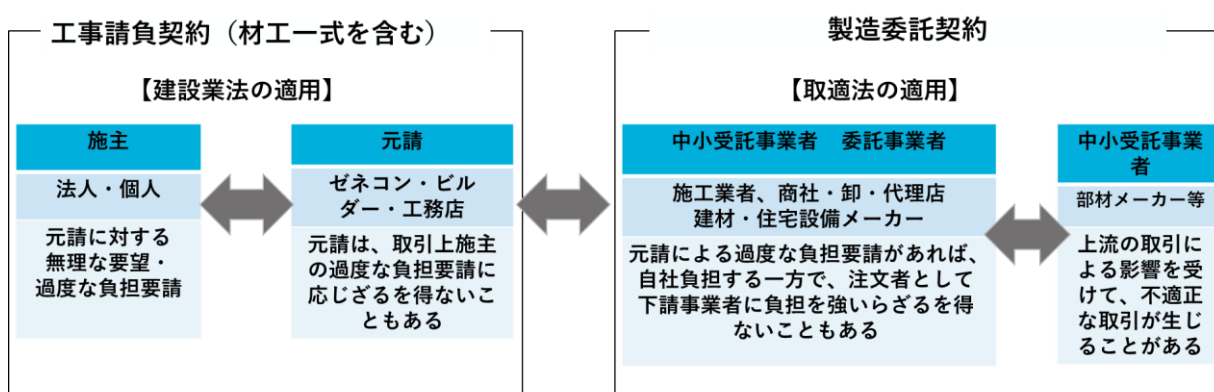 工事請負契約（材工一式を含む）
【建設業法の適用】
施主
法人・個人
元請に対する
無理な要望・
過度な負担要請
元請
ゼネコン・ビル
ダー・工務店
元請は、取引上施主
の過度な負担要請に
応じざるを得ないこ
ともある
製造委託契約
【取適法の適用】
中小受託事業者　委託事業者
施工業者、商社・卸・代理店
建材・住宅設備メーカー
元請による過度な負担要請があれば、
自社負担する一方で、注文者として
下請事業者に負担を強いらざるを得
ないこともある
中小受託事業
者
部材メーカー等
上流の取引に
よる影響を受
けて、不適正
な取引が生じ
ることがある